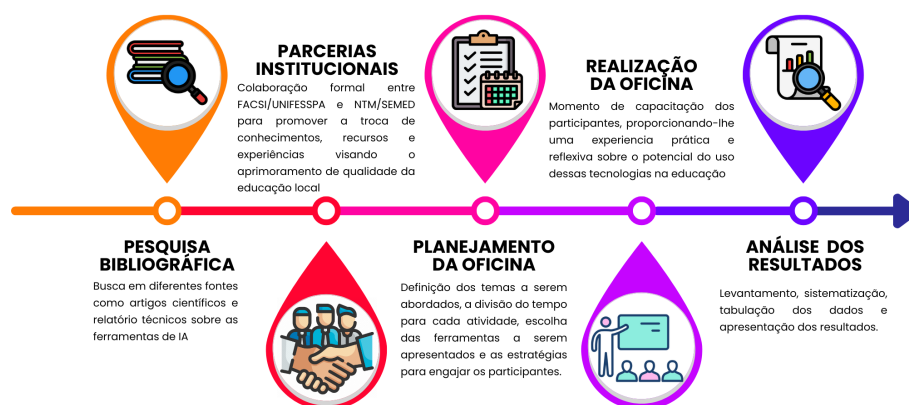 PESQUISA
BIBLIOGRÁFICA
Busca em diferentes fontes
como artigos científicos e
relatório técnicos sobre as
ferramentas de IA
PARCERIAS
INSTITUCIONAIS
Colaboração formal entre
FACSI/UNIFESSPA e NTM/SEMED
para promover a troca de
conhecimentos, recursos e
experiências visando o
aprimoramento de qualidade da
educação local
PLANEJAMENTO
DA OFICINA
Definição dos temas a serem
abordados, a divisão do tempo
para cada atividade, escolha
das ferramentas a serem
apresentados e as estratégias
para engajar os participantes.
REALIZAÇÃO
DA OFICINA
Momento de capacitação dos
participantes, proporcionando-lhe
uma experiencia prática e
reflexiva sobre o potencial do uso
dessas tecnologias na educação
ANÁLISE DOS
RESULTADOS
Levantamento, sistematização,
tabulação dos dados e
apresentação dos resultados.